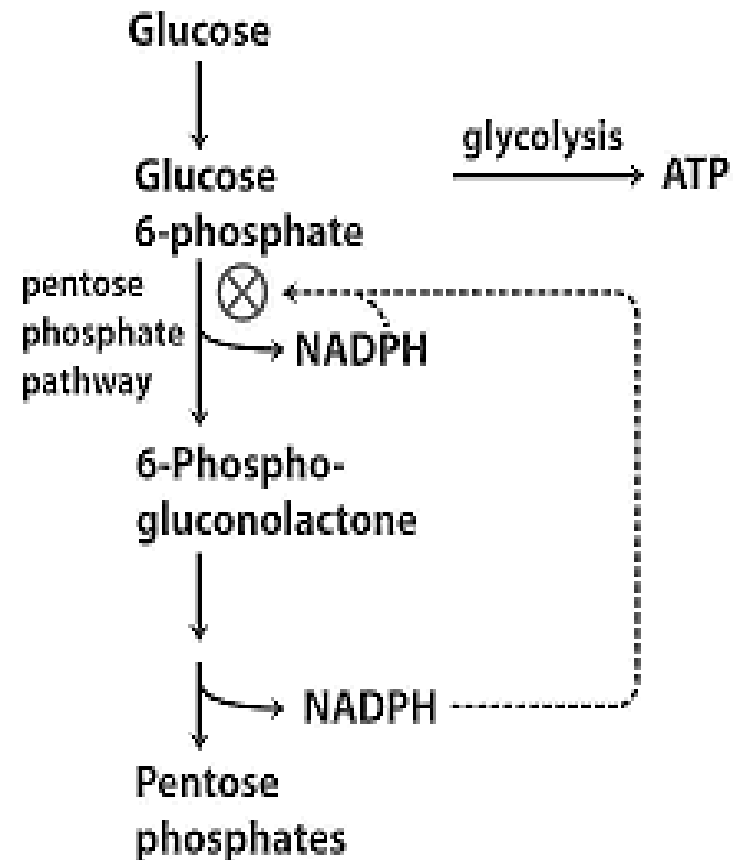 Glucose
glycolysis
Glucose
ATP
6-phosphate
pentose
phosphate
pathway
NADPH
6-Phospho-
gluconolactone
NADPH
Pentose
phosphates